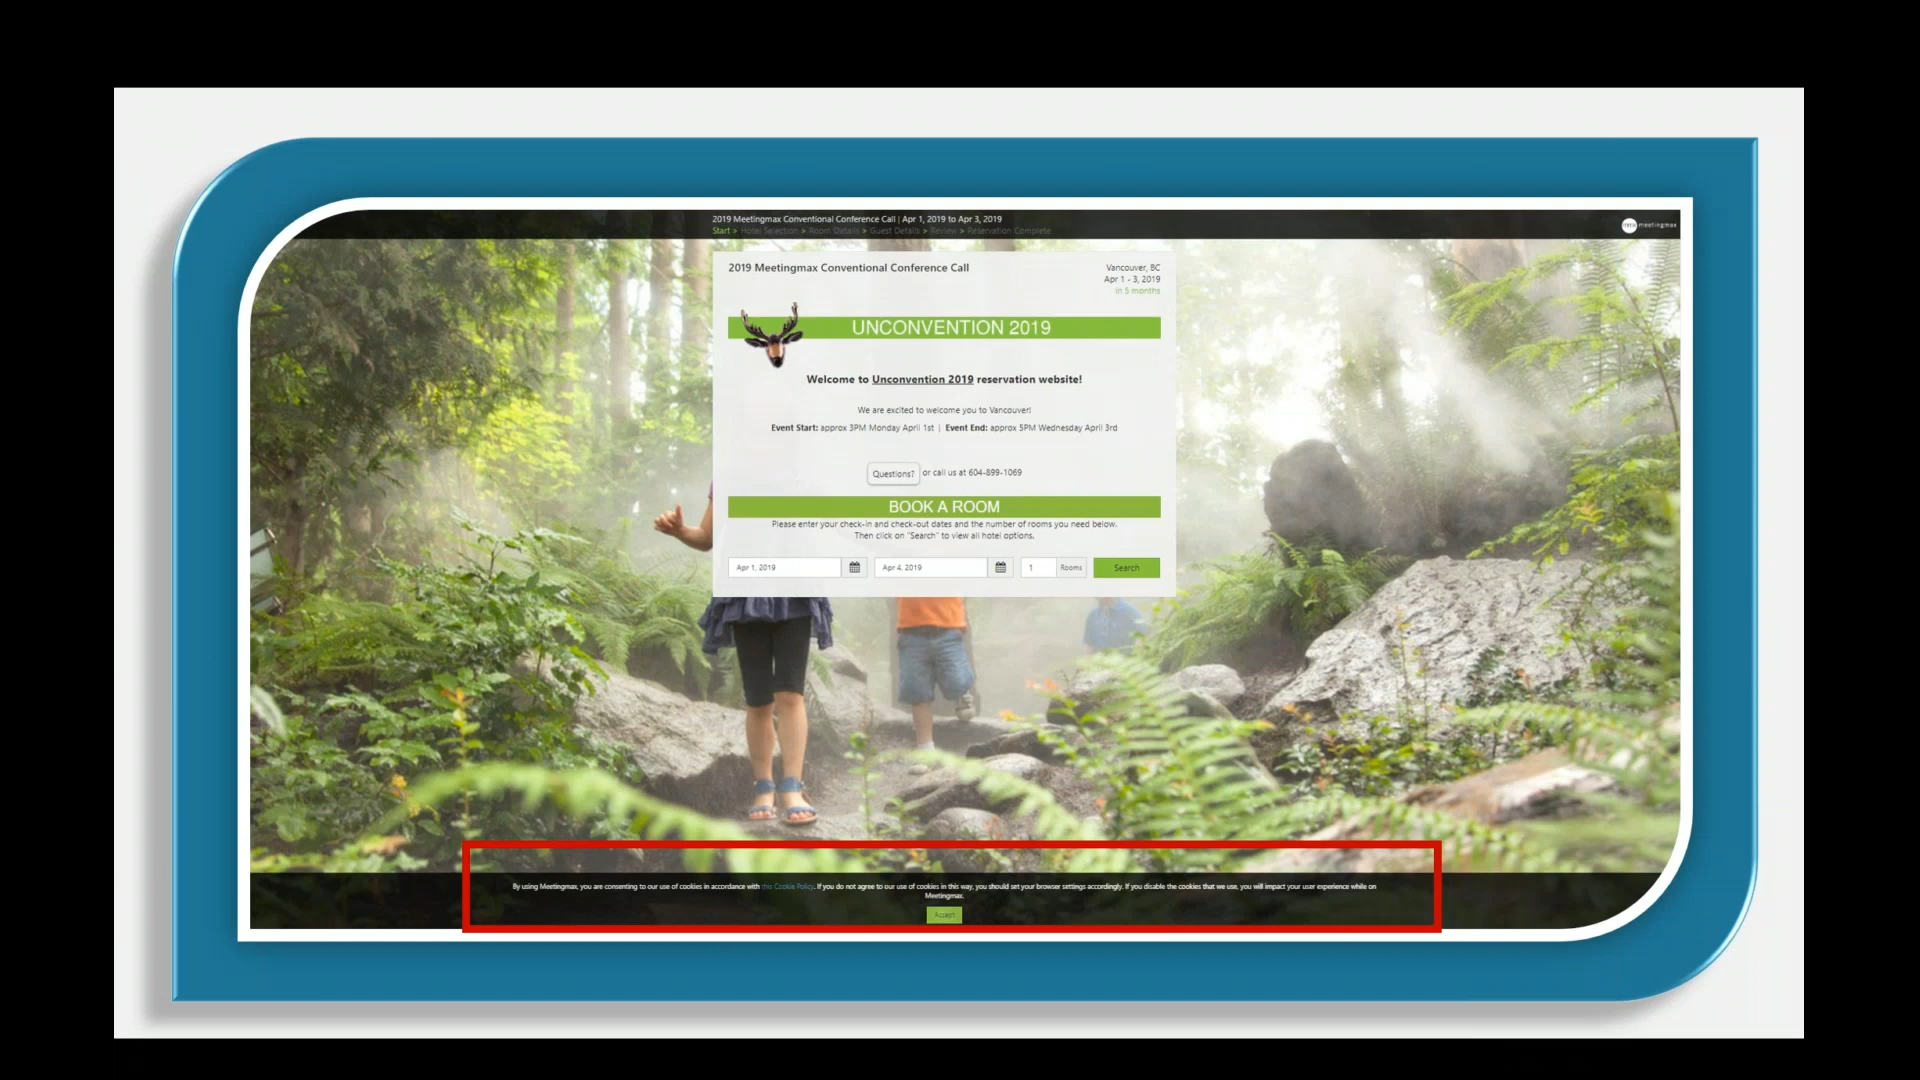 2019 Meetingmax Conventional Conference Call | Apr 1, 2019 to Apr 3, 2019
Start > Hotel Selection > Room Details > Guest Details > Review > Reservation Complete
mmx meetingmax
2019 Meetingmax Conventional Conference Call
Vancouver, BC
Apr 1 - 3, 2019
in 5 months
UNCONVENTION 2019
Welcome to Unconvention 2019 reservation website!
We are excited to welcome you to Vancouver!
Event Start: approx 3PM Monday April 1st | Event End: approx 5PM Wednesday April 3rd
Questions? or call us at 604-899-1069
BOOK A ROOM
Please enter your check-in and check-out dates and the number of rooms you need below.
Then click on "Search" to view all hotel options.
Apr 1, 2019 Apr 4, 2019 1 Rooms Search
By using Meetingmax, you are consenting to our use of cookies in accordance with this Cookie Policy. If you do not agree to our use of cookies in this way, you should set your browser settings accordingly. If you disable the cookies that we use, you will impact your user experience while on
Meetingmax.
Accept